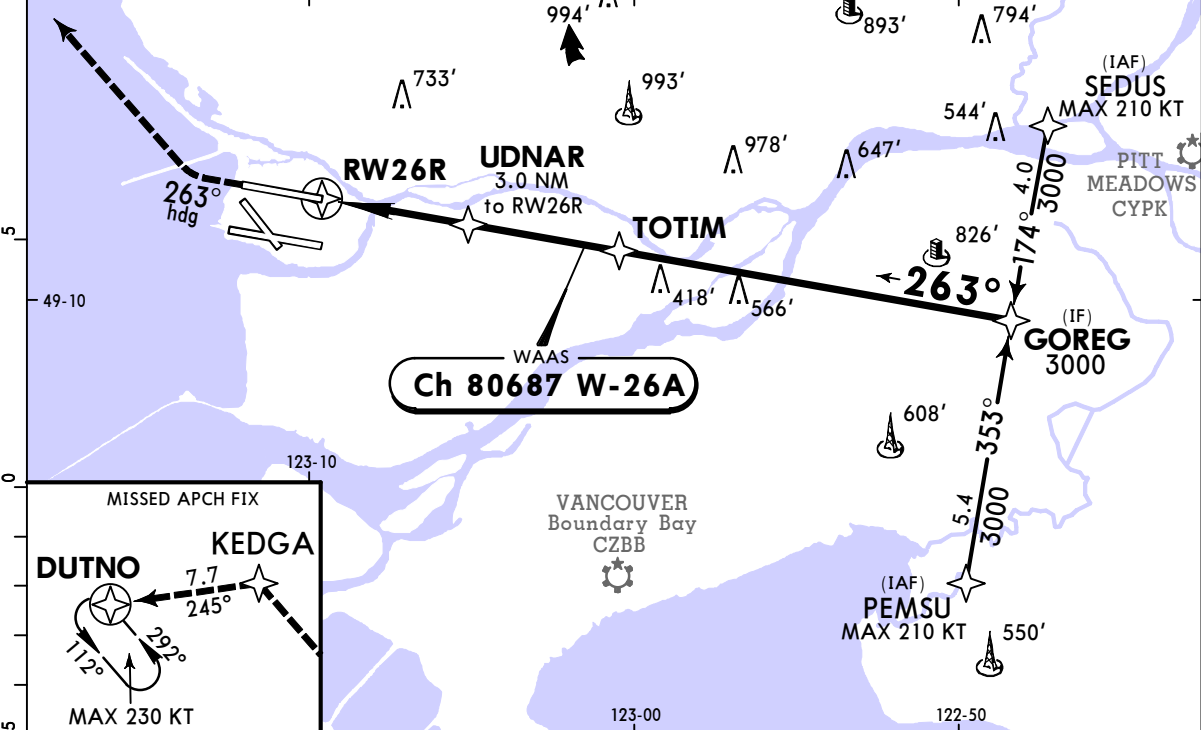 994'
893'
794'
733'
993'
(IAF)
SEDUS
MAX 210 KT
544'
978'
647'
PITT
MEADOWS
CYPK
4.0
3000
174°
RW26R
UDNAR
3.0 NM
to RW26R
263°
hdg
TOTIM
826'
5
49-10
418'
566'
263°
(IF)
GOREG
3000
WAAS
Ch 80687 W-26A
608'
353°
5.4
3000
123-10
0
MISSED APCH FIX
KEDGA
DUTNO
7.7
245°
292°
112°
MAX 230 KT
VANCOUVER
Boundary Bay
CZBB
(IAF)
PEMSU
MAX 210 KT
550'
123-00
122-50
5